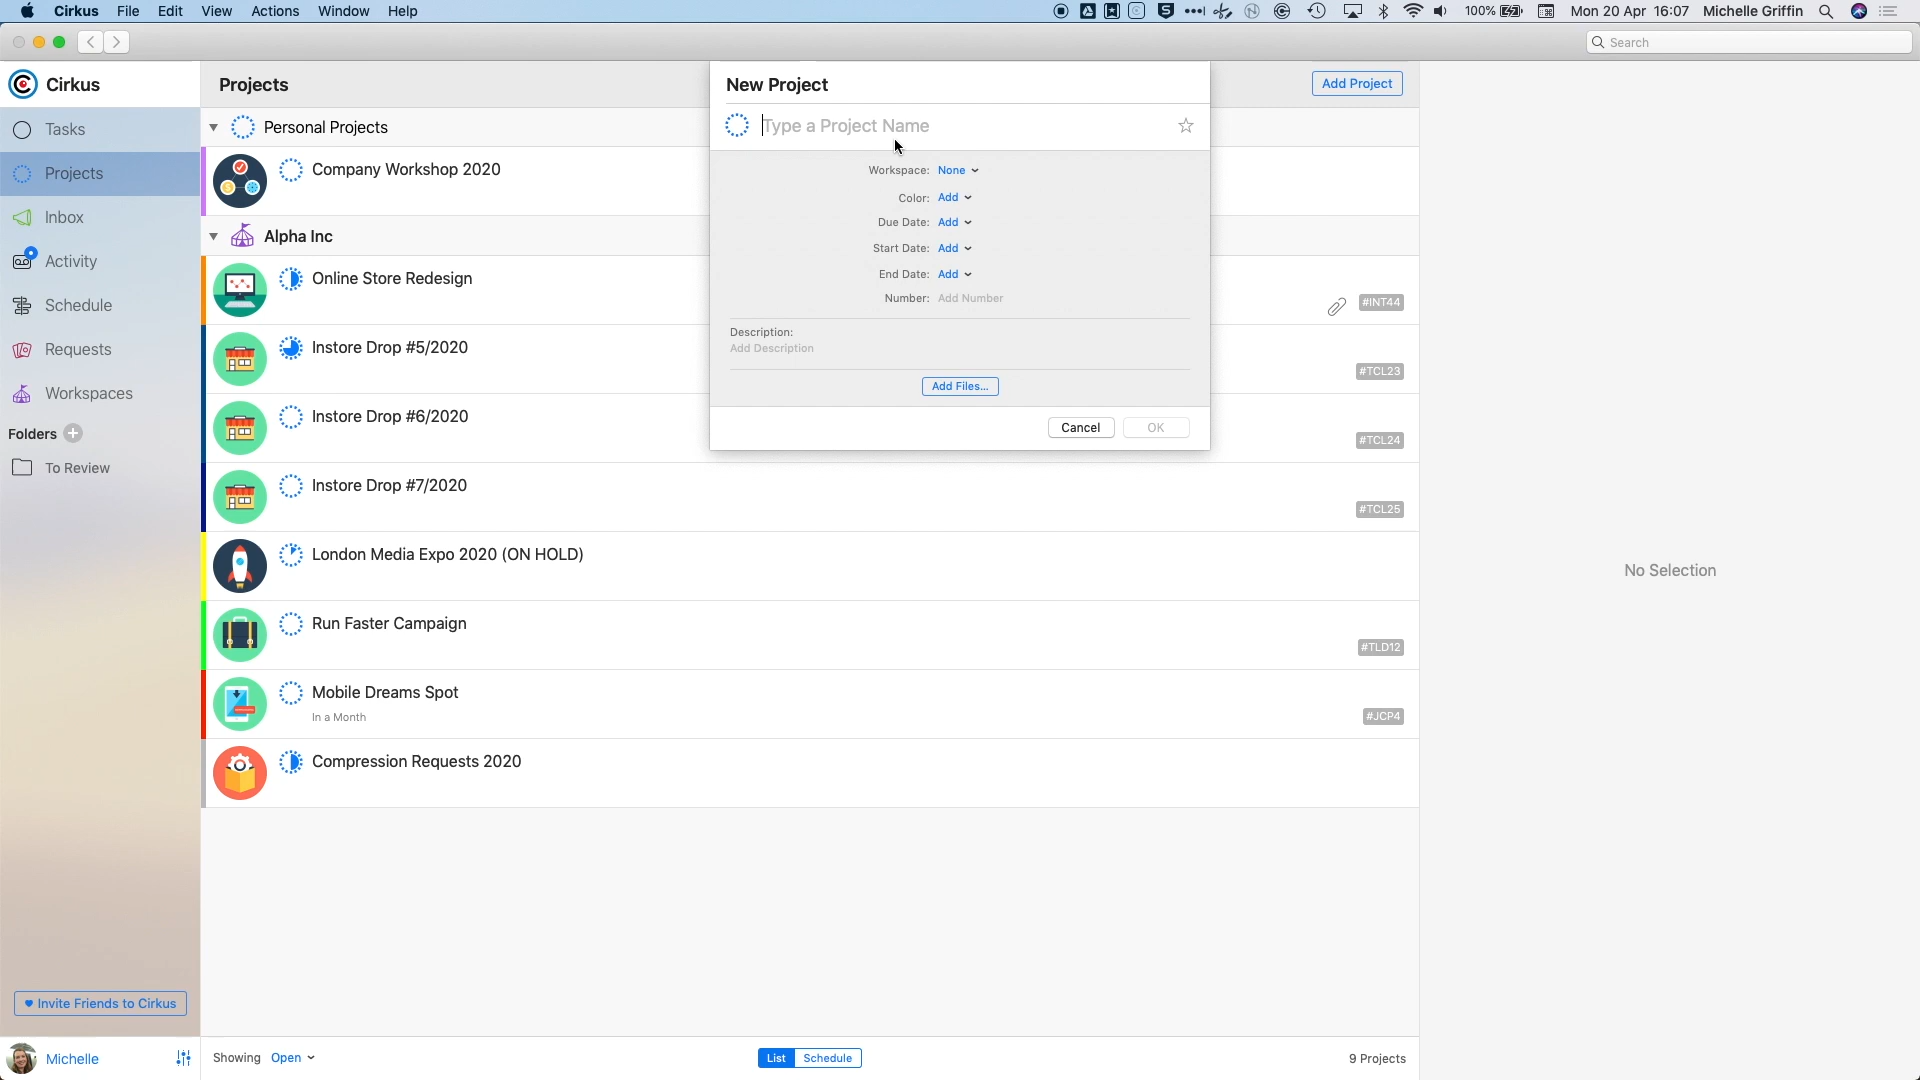 Cirkus File Edit View Actions Window Help 100% Mon 20 Apr 16:07 Michelle Griffin
Search
Cirkus
Tasks
Projects
Inbox
Activity
Schedule
Requests
Workspaces
Folders
To Review
Invite Friends to Cirkus
Michelle
Projects
Add Project
Personal Projects
Company Workshop 2020
Alpha Inc
Online Store Redesign
#INT44
Instore Drop #5/2020
#TCL23
Instore Drop #6/2020
#TCL24
Instore Drop #7/2020
#TCL25
London Media Expo 2020 (ON HOLD)
Run Faster Campaign
#TLD12
Mobile Dreams Spot
In a Month
#JCP4
Compression Requests 2020
Showing Open
List Schedule
9 Projects
New Project
Type a Project Name
Workspace: None
Color: Add
Due Date: Add
Start Date: Add
End Date: Add
Number: Add Number
Description:
Add Description
Add Files...
Cancel OK
No Selection